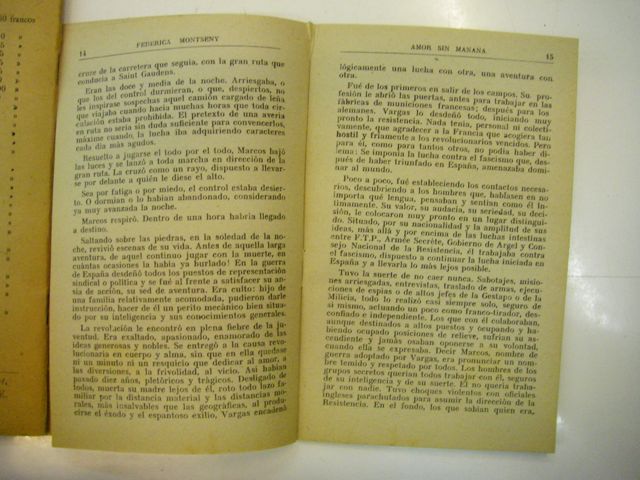 60 francos
14 FEDERICA MONTSENY
cruze de la carretera que seguía, con la gran ruta que
conducía a Saint Gaudens.
Eran las doce y media de la noche. Arriesgaba, o
que los del control durmieran, o que, despiertos, no
les inspirase sospechas aquel camión cargado de leña
que viajaba cuando hacía muchas horas que toda cir-
culación estaba prohibida. El pretexto de una avería
en ruta no sería sin duda suficiente para convencerlos,
máxime cuando la lucha iba adquiriendo caracteres
cada día más agudos.
Resuelto a jugarse el todo por el todo, Marcos bajó
las luces y se lanzó a toda marcha en dirección de la
gran ruta. La cruzó como un rayo, dispuesto a llevar-
se por delante a quién le diese el alto.
Sea por fatiga o por miedo, el control estaba desier-
to. O dormían o lo habían abandonado, considerando
ya muy avanzada la noche.
Marcos respiró. Dentro de una hora habría llegado
a destino.
Saltando sobre las piedras, en la soledad de la no-
che, revivió escenas de su vida. Antes de aquella larga
aventura, de aquel continuo jugar con la muerte, en
cuántas ocasiones la había ya burlado! En la guerra
de España desdeñó todos los puestos de representación
sindical o política y se fué al frente a satisfacer su an-
sia de acción, su sed de aventura. Era culto: hijo de
una familia relativamente acomodada, pudieron darle
instrucción, hacer de él un perito mecánico bien situa-
do por su inteligencia y sus conocimientos generales.
La revolución le encontró en plena fiebre de la ju-
ventud. Era exaltado, apasionado, enamorado de las
ideas generosas y nobles. Se entregó a la causa revo-
lucionaria en cuerpo y alma, sin que en ella quedase
ni un minuto ni un resquicio que dedicar al amor, a
las diversiones, a la frivolidad, al vicio. Así habían
pasado diez años, pletóricos y trágicos. Desligado de
todos, muerta su madre lejos de él, roto todo lazo fa-
miliar por la distancia material y las distancias mo-
rales, más insalvables que las geográficas, al produ-
cirse el éxodo y el espantoso exilio, Vargas encadenó
AMOR SIN MAÑANA 15
lógicamente una lucha con otra, una aventura con
otra.
Fué de los primeros en salir de los campos. Su pro-
fesión le abrió las puertas, antes para trabajar en las
fábricas de municiones francesas; después para los
alemanes. Vargas lo desdeñó todo, iniciando muy
pronto la resistencia. Nada tenía, personal ni colecti-
vamente, que agradecer a la Francia que acogiera tan
hostil y friamente a los revolucionarios vencidos. Pero
para él, como para tantos otros, no podía haber di-
lema: Se imponía la lucha contra el fascismo que, des-
pués de haber triunfado en España, amenazaba domi-
nar al mundo.
Poco a poco, fué estableciendo los contactos necesa-
rios, descubriendo a los hombres que, hablasen en no
importa qué lengua, pensaban y sentían como él ín-
timamente. Su valor, su audacia, su seriedad, su deci-
sión, le colocaron muy pronto en un lugar distingui-
do. Situado, por su nacionalidad y la amplitud de sus
ideas, más allá y por encima de las luchas intestinas
entre F.T.P., Armée Secrète, Gobierno de Argel y Con-
sejo Nacional de la Resistencia, él trabajaba contra
el fascismo, dispuesto a continuar la lucha iniciada en
España y a llevarla lo más lejos posible.
Tuvo la suerte de no caer nunca. Sabotajes, misio-
nes arriesgadas, entrevistas, traslado de armas, ejecu-
ciones de espías o de altos jefes de la Gestapo o de la
Milicia, todo lo realizó casi siempre solo, seguro de
sí mismo, actuando un poco como franco-tirador, des-
confiado e independiente. Los que con él colaboraban,
aunque destinados a altos puestos y ocupando y ha-
biendo ocupado posiciones de relieve, sufrían su as-
cendiente y jamás osaban oponerse a su voluntad,
cuando ella se expresaba. Decir Marcos, nombre de
guerra adoptado por Vargas, era pronunciar un nom-
bre temido y respetado por todos. Los hombres de los
grupos secretos querían todos trabajar con él, seguros
de su inteligencia y de su suerte. El no quería traba-
jar con nadie. Tuvo choques violentos con oficiales
ingleses parachutados para asumir la dirección de la
Resistencia. En el fondo, los que sabían quien era,